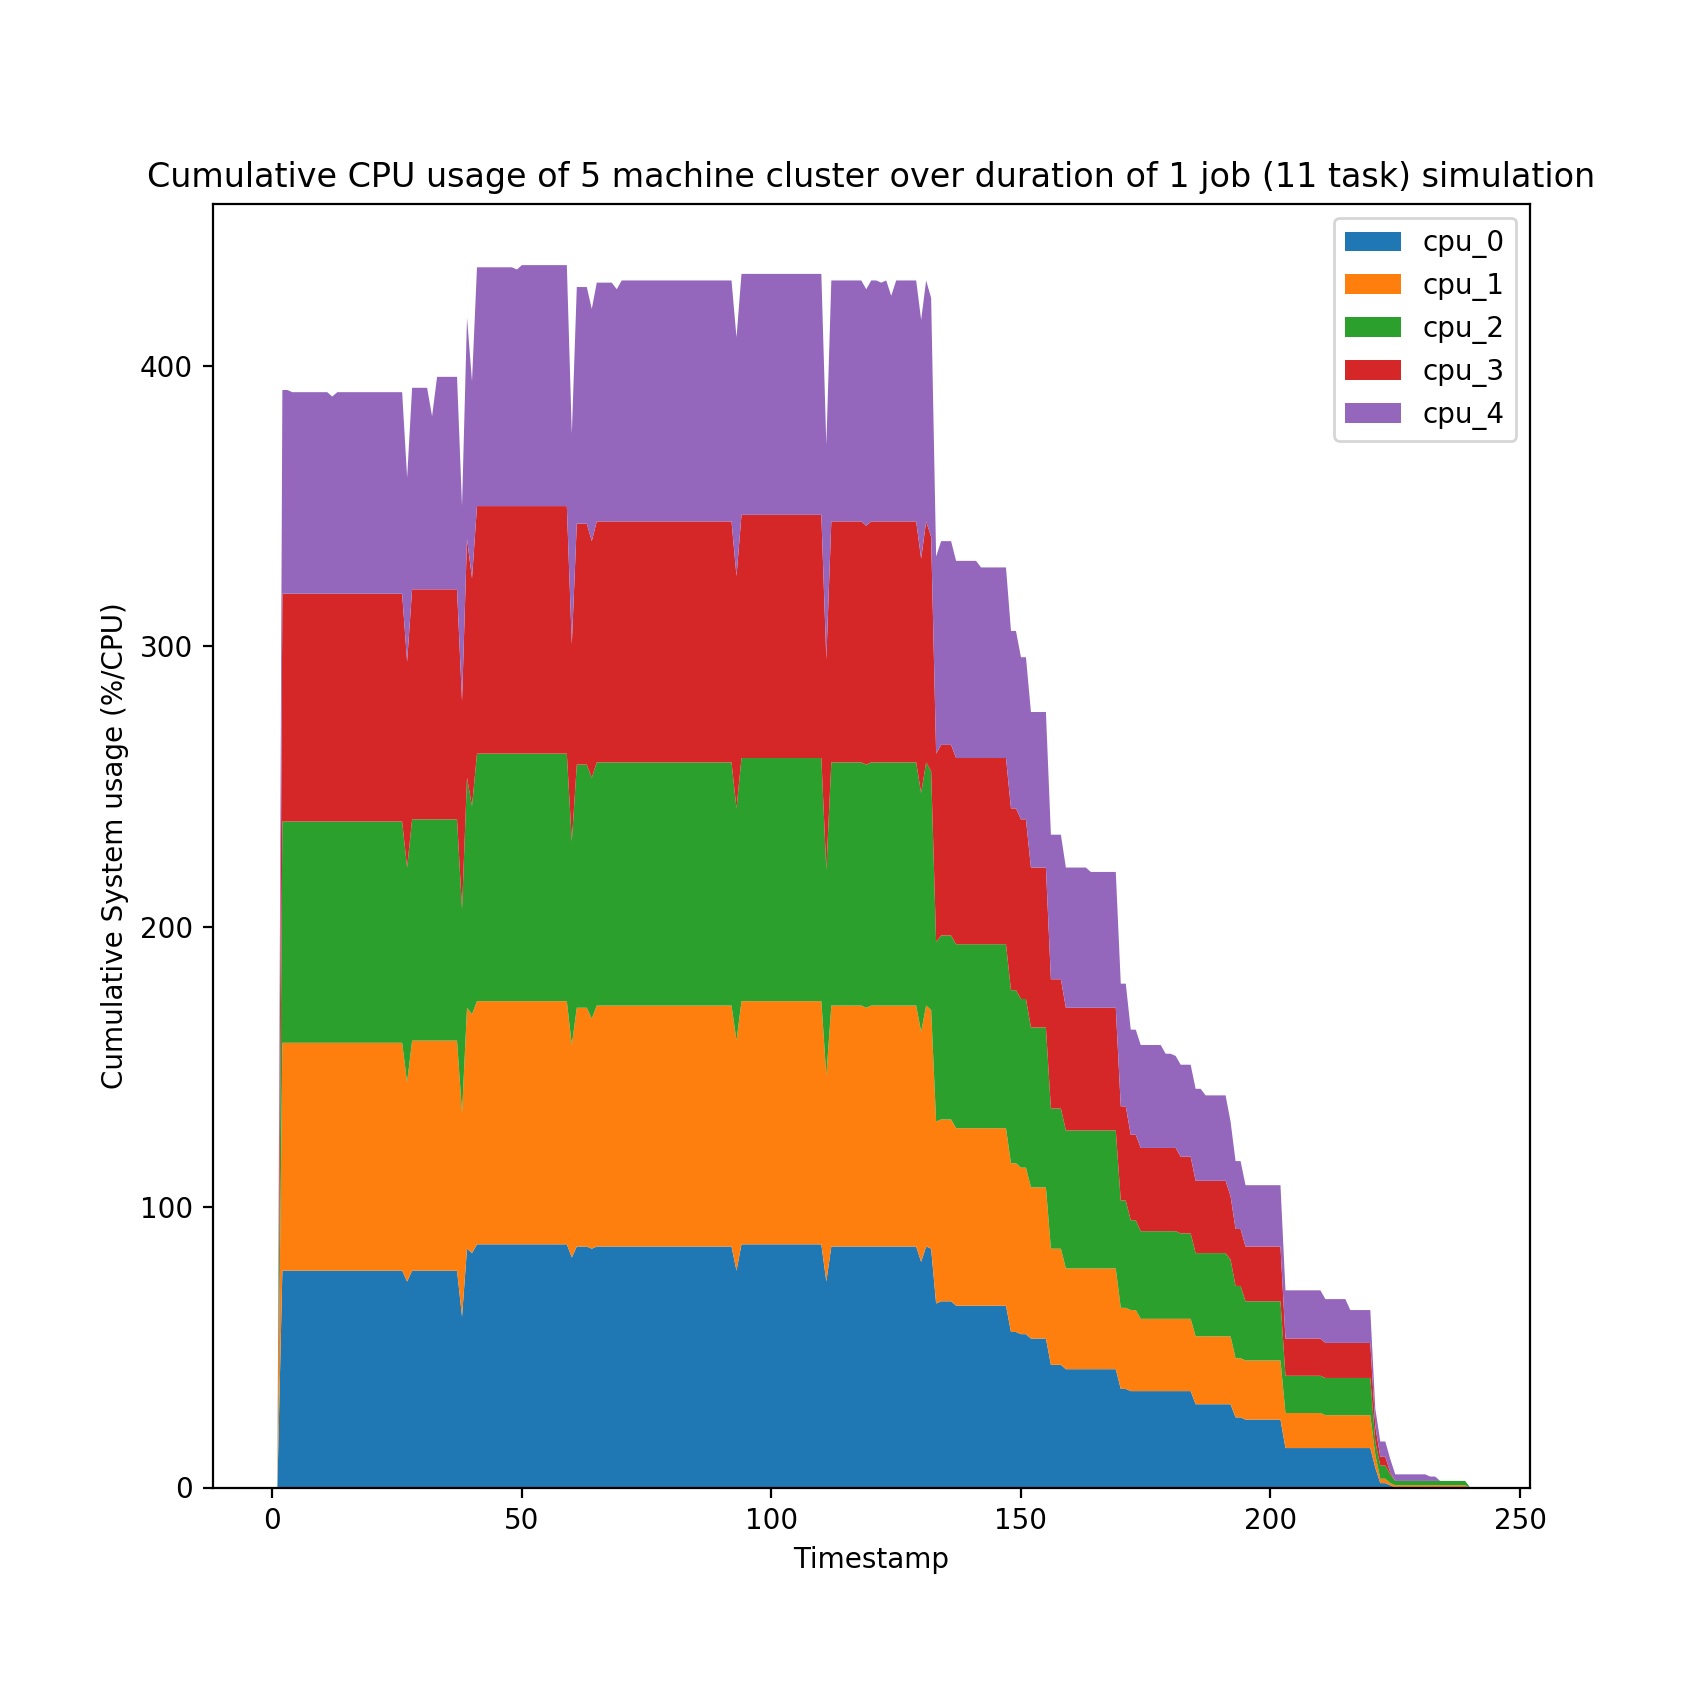 Cumulative CPU usage of 5 machine cluster over duration of 1 job (11 task) simulation
cpu_0
cpu_1
cpu_2
cpu_3
cpu_4
Cumulative System usage (%/CPU)
400
300
200
100
0
0 50 100 150 200 250
Timestamp